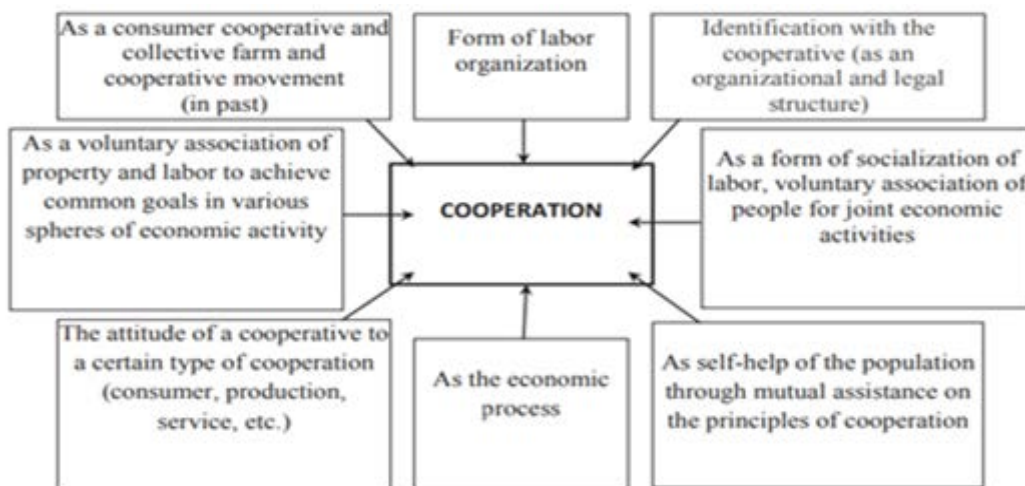 As a consumer cooperative and
collective farm and
cooperative movement
(in past)
Form of labor
organization
Identification with the
cooperative (as an
organizational and legal
structure)
As a voluntary association of
property and labor to achieve
common goals in various
spheres of economic activity
COOPERATION
As a form of socialization of
labor, voluntary association of
people for joint economic
activities
The attitude of a cooperative to
a certain type of cooperation
(consumer, production,
service, etc.)
As the economic
process
As self-help of the population
through mutual assistance on
the principles of cooperation